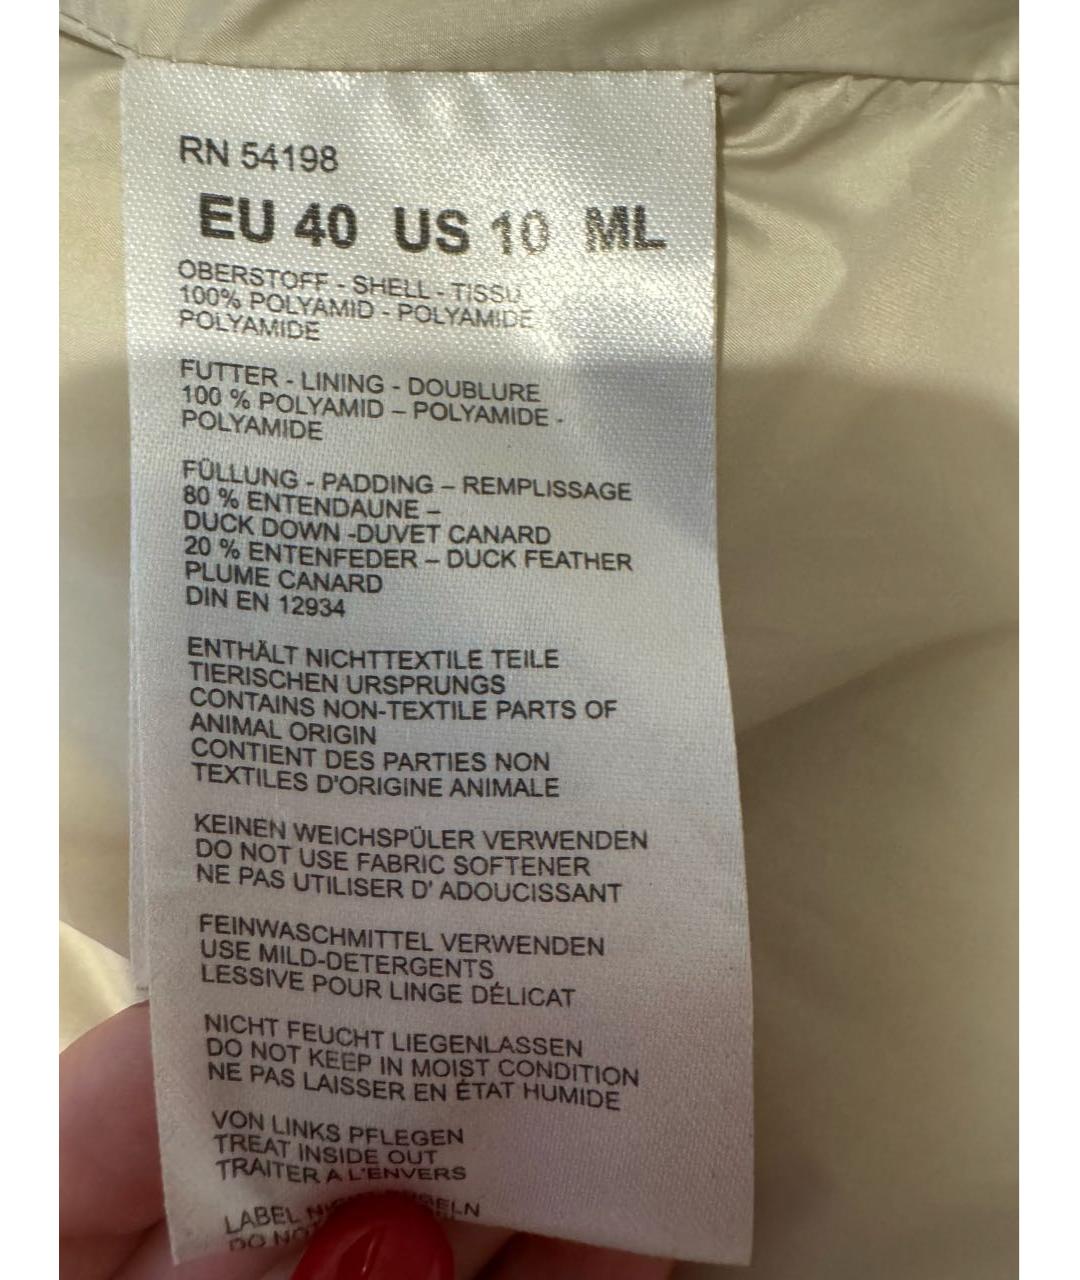 RN 54198
EU 40 US 10 ML
OBERSTOFF - SHELL - TISSU
100% POLYAMID - POLYAMIDE
POLYAMIDE
FUTTER - LINING - DOUBLURE
100 % POLYAMID – POLYAMIDE -
POLYAMIDE
FÜLLUNG - PADDING – REMPLISSAGE
80 % ENTENDAUNE –
DUCK DOWN -DUVET CANARD
20 % ENTENFEDER – DUCK FEATHER
PLUME CANARD
DIN EN 12934
ENTHÄLT NICHTTEXTILE TEILE
TIERISCHEN URSPRUNGS
CONTAINS NON-TEXTILE PARTS OF
ANIMAL ORIGIN
CONTIENT DES PARTIES NON
TEXTILES D'ORIGINE ANIMALE
KEINEN WEICHSPÜLER VERWENDEN
DO NOT USE FABRIC SOFTENER
NE PAS UTILISER D' ADOUCISSANT
FEINWASCHMITTEL VERWENDEN
USE MILD-DETERGENTS
LESSIVE POUR LINGE DÉLICAT
NICHT FEUCHT LIEGENLASSEN
DO NOT KEEP IN MOIST CONDITION
NE PAS LAISSER EN ÉTAT HUMIDE
VON LINKS PFLEGEN
TREAT INSIDE OUT
TRAITER A L'ENVERS
LABEL
DO NOT